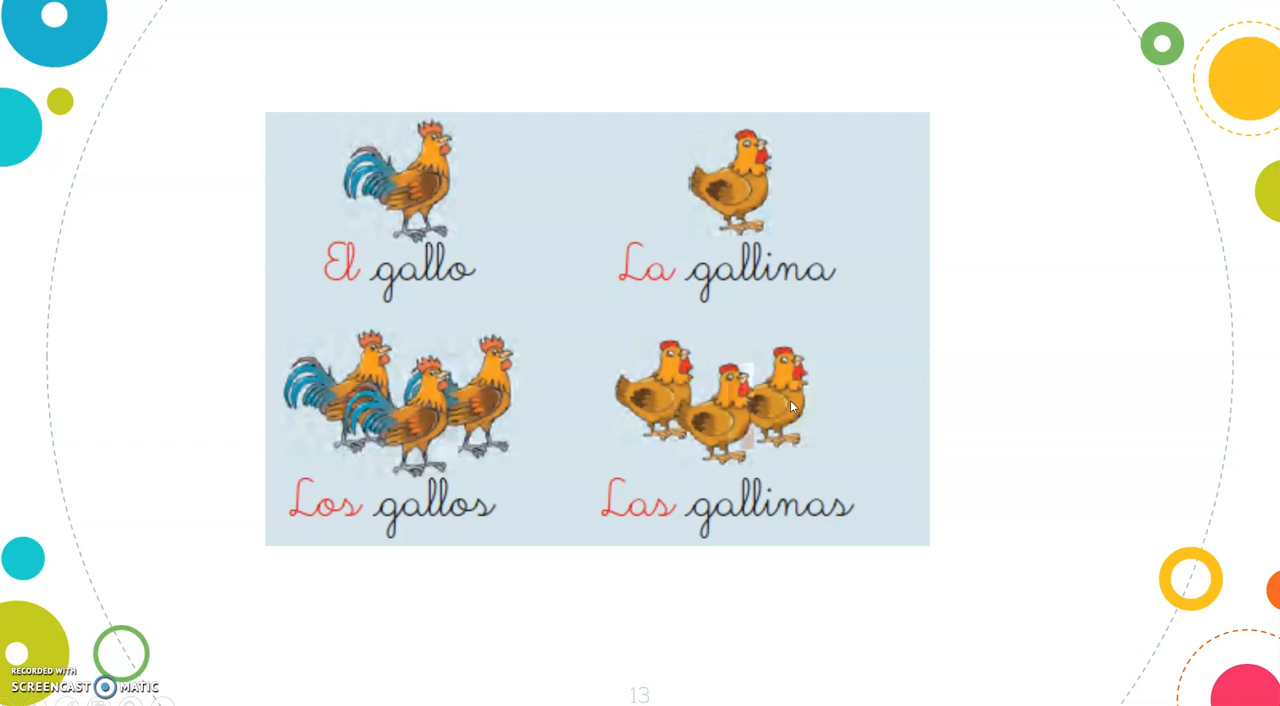 El gallo
La gallina
Los gallos
Las gallinas
RECORDED WITH
SCREENCAST MATIC
13